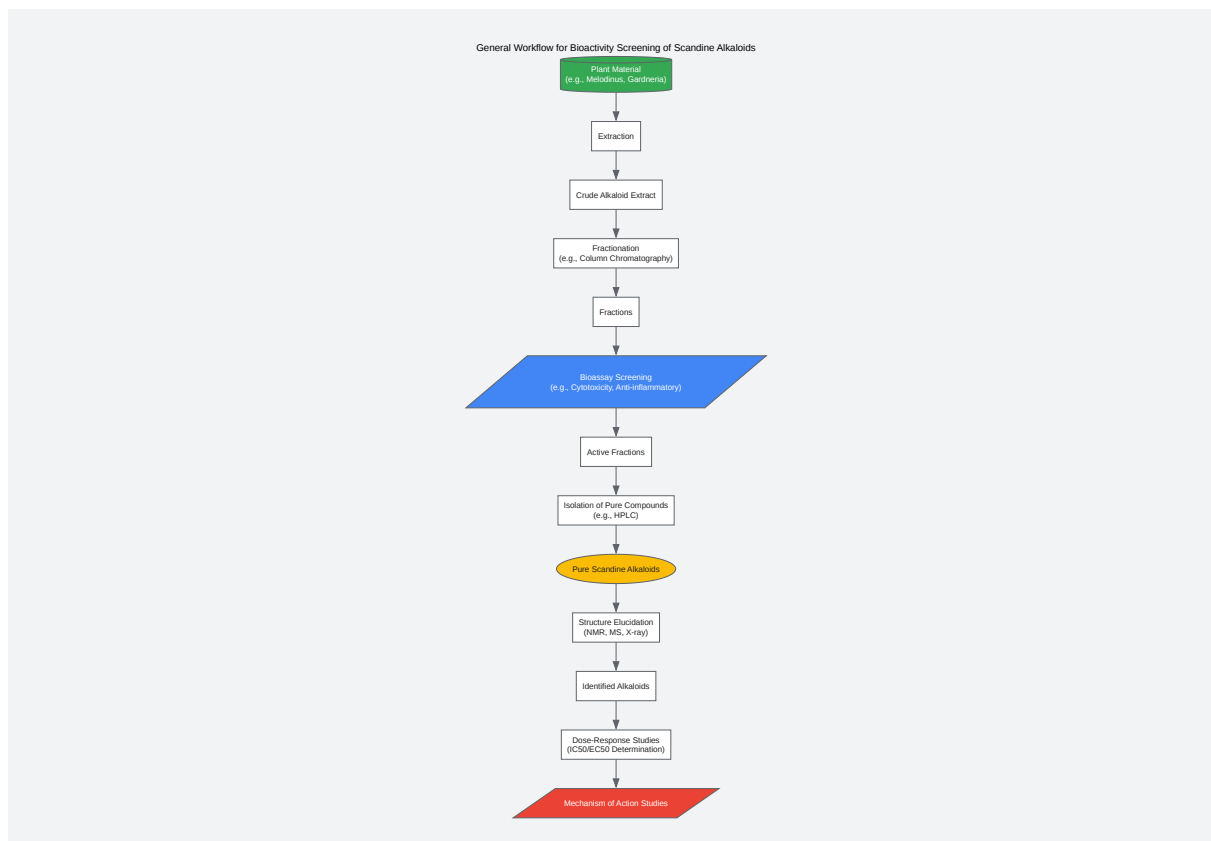 General Workflow for Bioactivity Screening of Scandine Alkaloids
Plant Material
(e.g., Melodinus, Gardneria)
Extraction
Crude Alkaloid Extract
Fractionation
(e.g., Column Chromatography)
Fractions
Bioassay Screening
(e.g., Cytotoxicity, Anti-inflammatory)
Active Fractions
Isolation of Pure Compounds
(e.g., HPLC)
Pure Scandine Alkaloids
Structure Elucidation
(NMR, MS, X-ray)
Identified Alkaloids
Dose-Response Studies
(IC50/EC50 Determination)
Mechanism of Action Studies